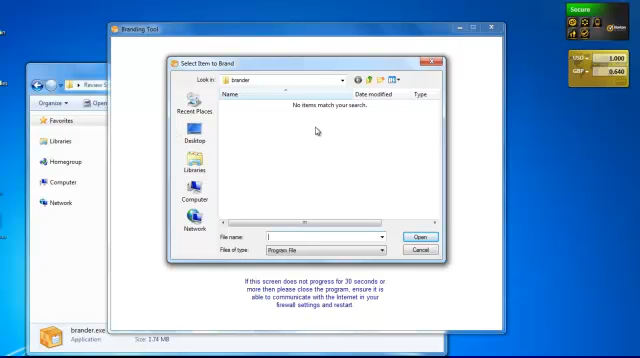 Secure
Norton
USD
1.000
GBP
0.640
Branding Tool
Select Item to Brand
Look in:
brander
Name
Date modified
Type
No items match your search.
Recent Places
Desktop
Libraries
Computer
Network
File name:
Open
Files of type:
Program File
Cancel
Review S
Organize
Open
Favorites
Libraries
Homegroup
Computer
Network
If this screen does not progress for 30 seconds or
more then please close the program, ensure it is
able to communicate with the Internet in your
firewall settings and restart.
brander.exe
Application
Size: 1.74 MB